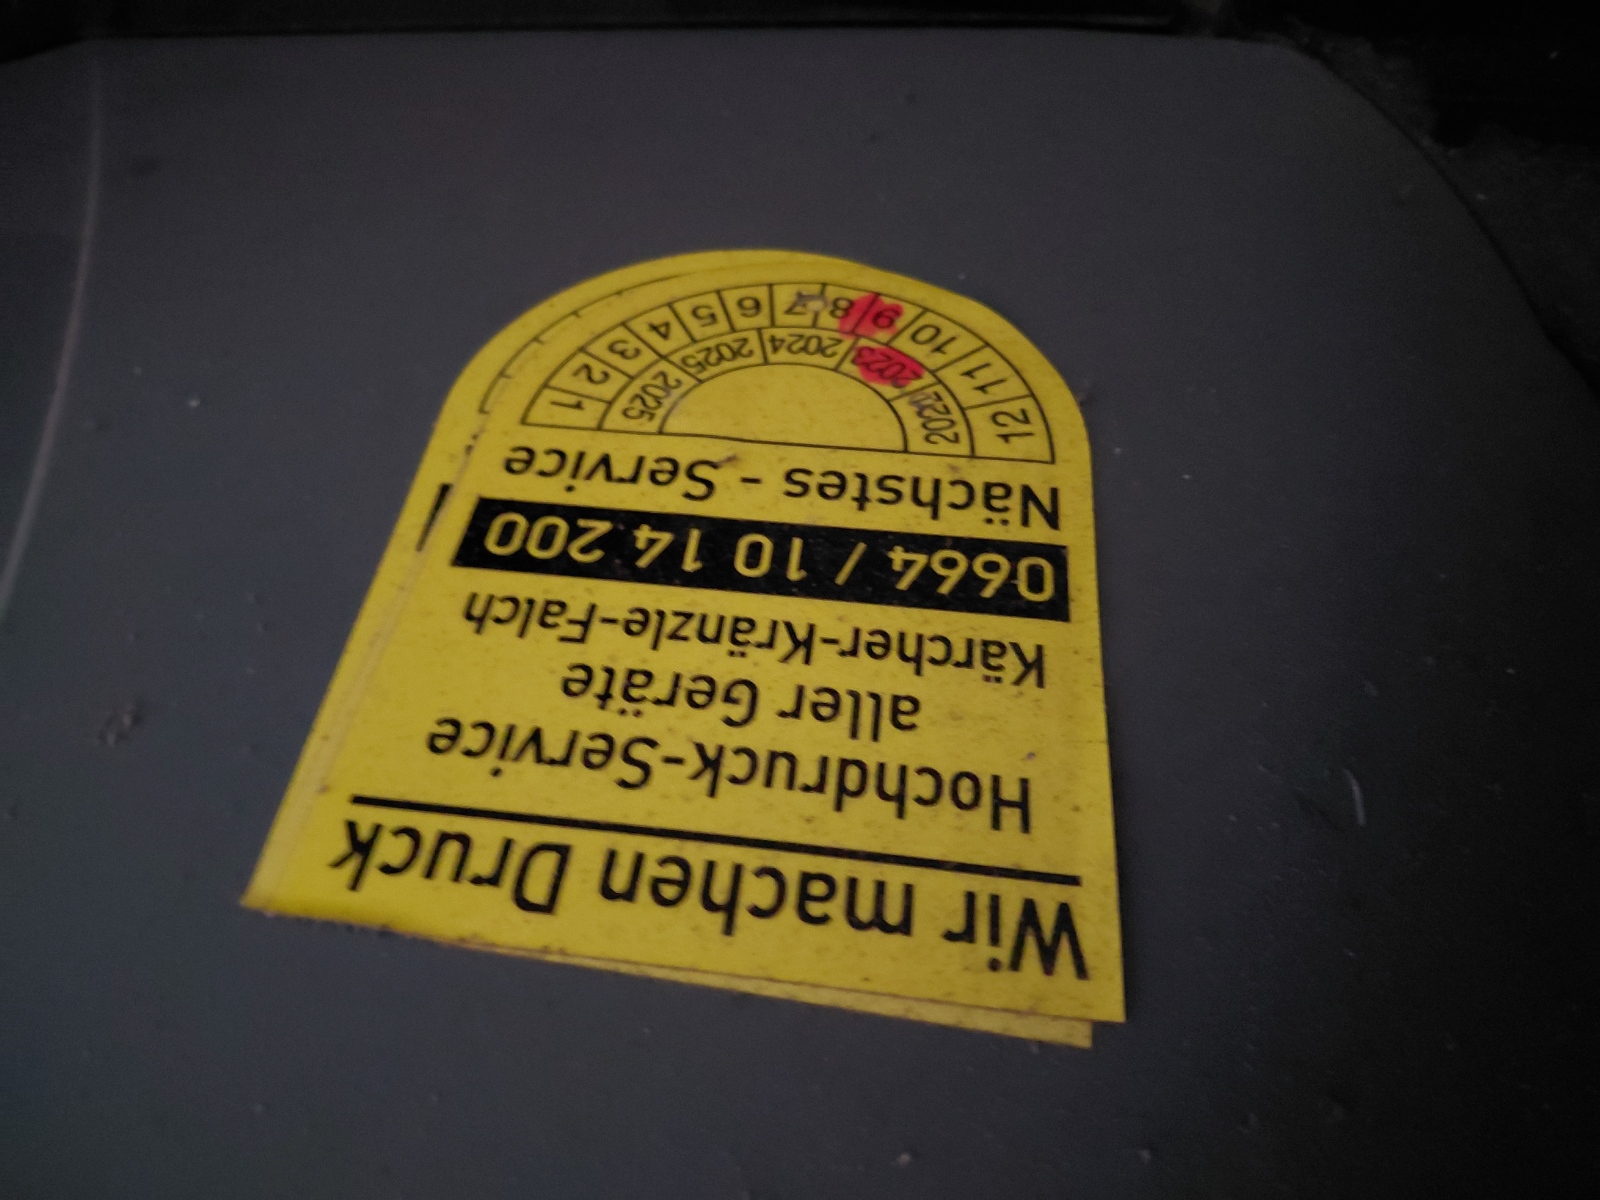 Wir machen Druck
Hochdruck-Service
aller Geräte
Kärcher-Kränzle-Falch
0664 / 10 14 200
Nächstes - Service
12 11 10 9 8 7 6 5 4 3 2 1
2022 2023 2024 2025 2025